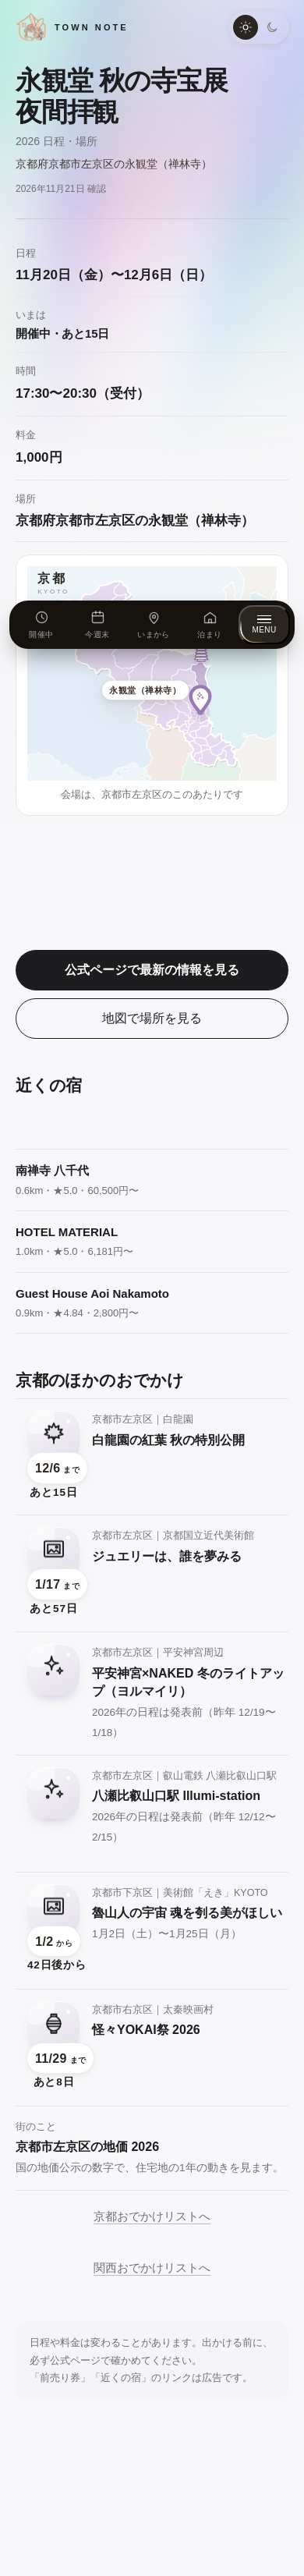 TOWN NOTE
永観堂 秋の寺宝展
夜間拝観
2026 日程・場所
京都府京都市左京区の永観堂（禅林寺）
2026年11月21日 確認
日程
11月20日（金）〜12月6日（日）
いまは
開催中・あと15日
時間
17:30〜20:30（受付）
料金
1,000円
場所
京都府京都市左京区の永観堂（禅林寺）
京都
KYOTO
開催中
今週末
いまから
泊まり
MENU
永観堂（禅林寺）
会場は、京都市左京区のこのあたりです
公式ページで最新の情報を見る
地図で場所を見る
近くの宿
南禅寺 八千代
0.6km・★5.0・60,500円〜
HOTEL MATERIAL
1.0km・★5.0・6,181円〜
Guest House Aoi Nakamoto
0.9km・★4.84・2,800円〜
京都のほかのおでかけ
京都市左京区｜白龍園
白龍園の紅葉 秋の特別公開
12/6 まで
あと15日
京都市左京区｜京都国立近代美術館
ジュエリーは、誰を夢みる
1/17 まで
あと57日
京都市左京区｜平安神宮周辺
平安神宮×NAKED 冬のライトアッ
プ（ヨルマイリ）
2026年の日程は発表前（昨年 12/19〜
1/18）
京都市左京区｜叡山電鉄 八瀬比叡山口駅
八瀬比叡山口駅 Illumi-station
2026年の日程は発表前（昨年 12/12〜
2/15）
京都市下京区｜美術館「えき」KYOTO
魯山人の宇宙 魂を刳る美がほしい
1月2日（土）〜1月25日（月）
1/2 から
42日後から
京都市右京区｜太秦映画村
怪々YOKAI祭 2026
11/29 まで
あと8日
街のこと
京都市左京区の地価 2026
国の地価公示の数字で、住宅地の1年の動きを見ます。
京都おでかけリストへ
関西おでかけリストへ
日程や料金は変わることがあります。出かける前に、
必ず公式ページで確かめてください。
「前売り券」「近くの宿」のリンクは広告です。